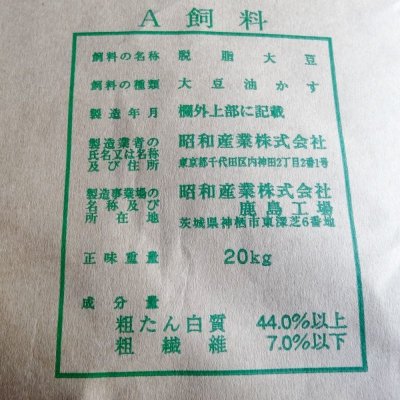 A飼料
飼料の名称 脱脂大豆
飼料の種類 大豆油かす
製造年月 欄外上部に記載
製造業者の
氏名又は名称
及び住所
昭和産業株式会社
東京都千代田区内神田2丁目2番1号
製造事業場の
名称及び
所在地
昭和産業株式会社
鹿島工場
茨城県神栖市東深芝6番地
正味重量 20kg
成分量
粗たん白質 44.0%以上
粗繊維 7.0%以下